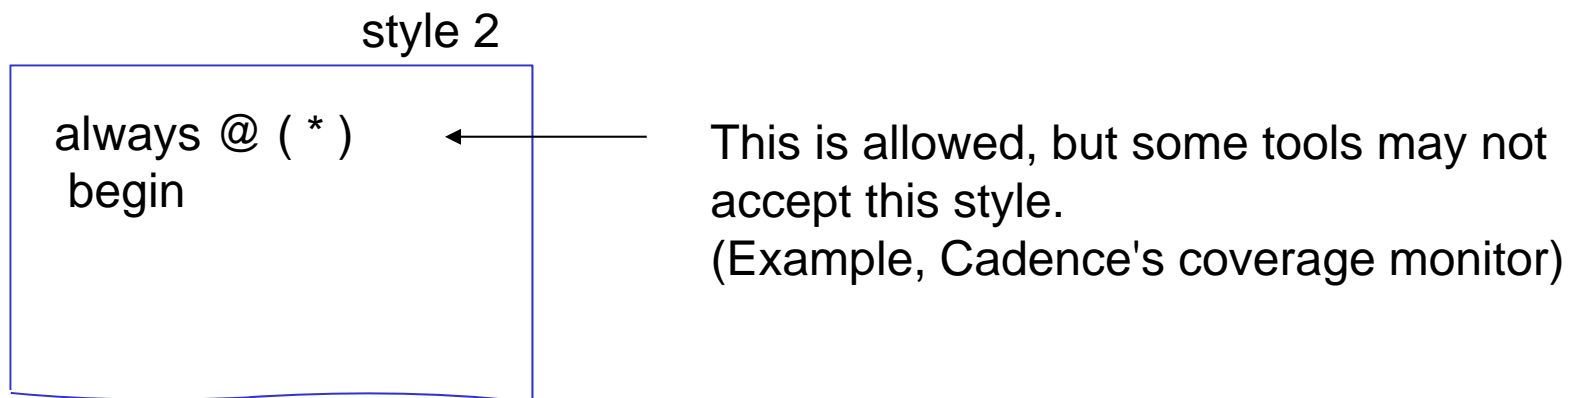 style 2
always @ ( * )
begin
This is allowed, but some tools may not
accept this style.
(Example, Cadence's coverage monitor)